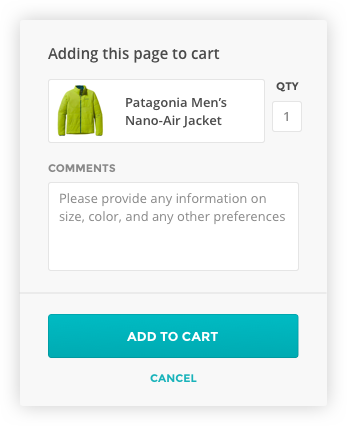 Adding this page to cart
QTY
Patagonia Men’s
Nano-Air Jacket
1
COMMENTS
Please provide any information on
size, color, and any other preferences
ADD TO CART
CANCEL